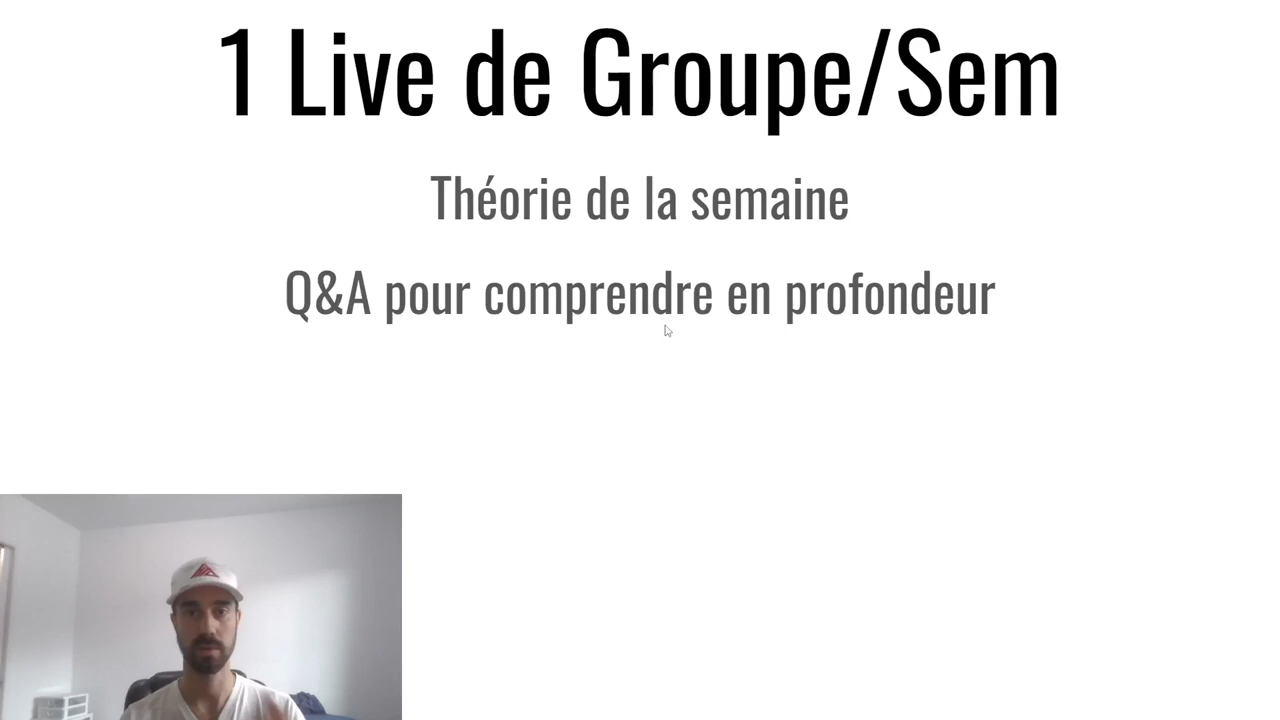 1 Live de Groupe/Sem
Théorie de la semaine
Q&A pour comprendre en profondeur